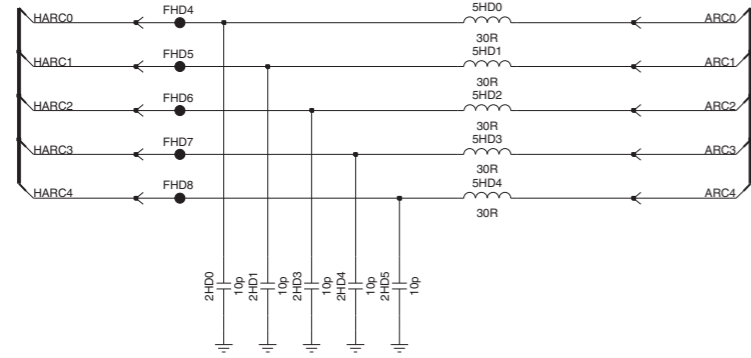 FHD4
5HD0
HARC0
ARC0
30R
FHD5
5HD1
HARC1
ARC1
30R
FHD6
5HD2
HARC2
ARC2
30R
FHD7
5HD3
HARC3
ARC3
30R
FHD8
5HD4
HARC4
ARC4
30R
2HD0
10p
2HD1
10p
2HD3
10p
2HD4
10p
2HD5
10p